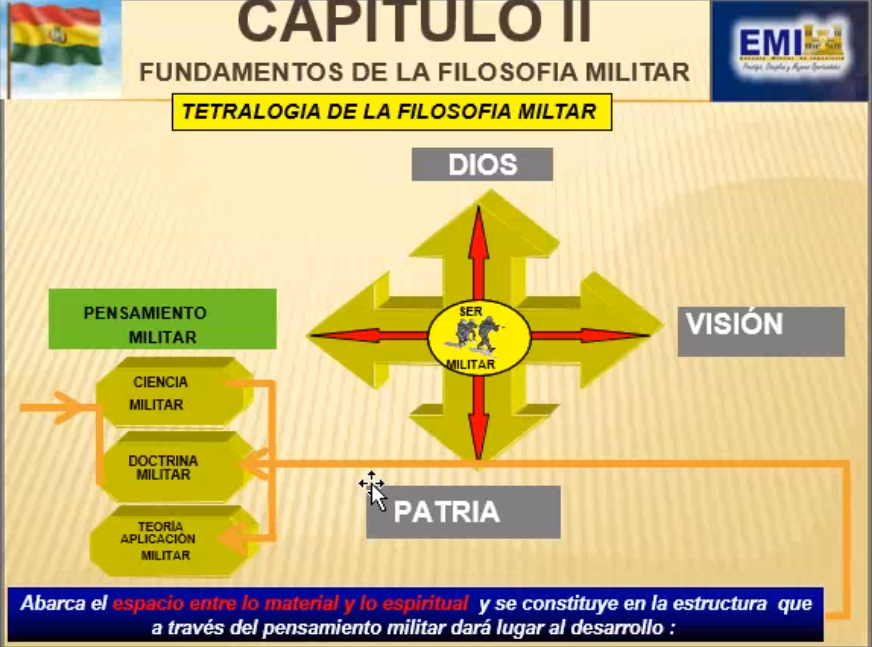 CAPITULO II
FUNDAMENTOS DE LA FILOSOFIA MILITAR
EMI
Prestigio, Disciplina y Mejores Oportunidades
TETRALOGIA DE LA FILOSOFIA MILTAR
DIOS
PENSAMIENTO
MILITAR
SER
MILITAR
VISIÓN
CIENCIA
MILITAR
DOCTRINA
MILITAR
PATRIA
TEORÍA
APLICACIÓN
MILITAR
Abarca el espacio entre lo material y lo espiritual y se constituye en la estructura que
a través del pensamiento militar dará lugar al desarrollo :